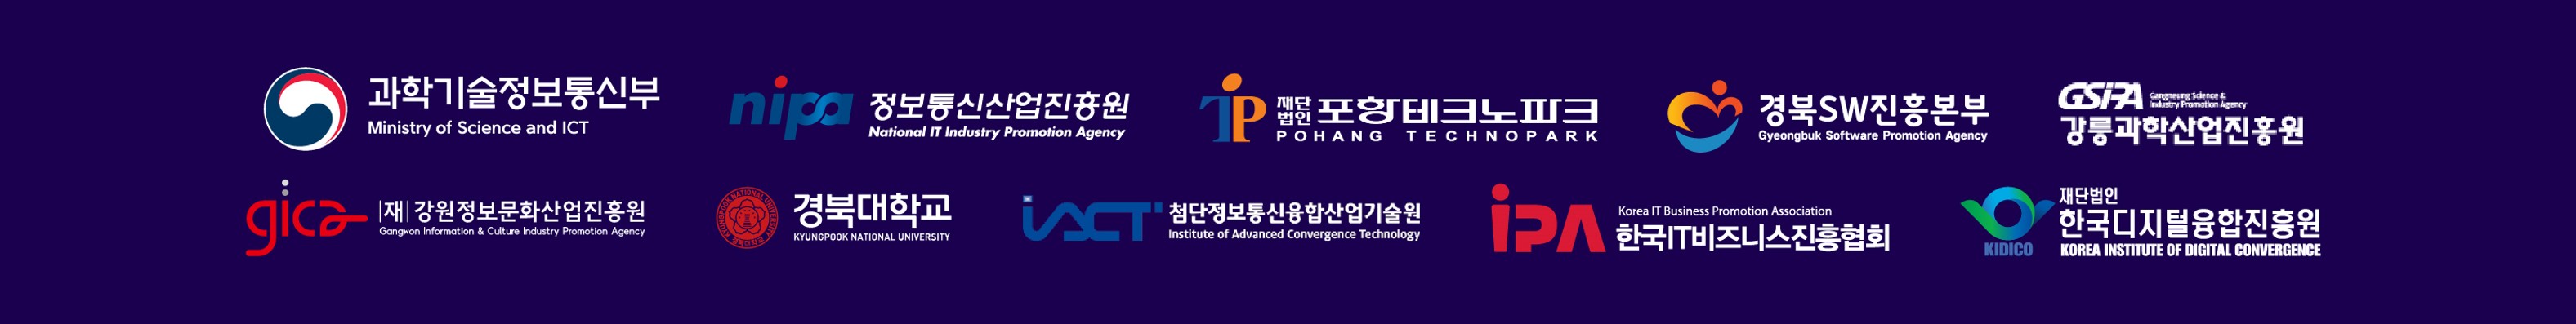 과학기술정보통신부
Ministry of Science and ICT
nipa
정보통신산업진흥원
National IT Industry Promotion Agency
TP
재단법인 포항테크노파크
POHANG TECHNOPARK
경북SW진흥본부
Gyeongbuk Software Promotion Agency
GSIPA
Gangneung Science &
Industry Promotion Agency
강릉과학산업진흥원
gica
|재|강원정보문화산업진흥원
Gangwon Information & Culture Industry Promotion Agency
경북대학교
KYUNGPOOK NATIONAL UNIVERSITY
iACT
첨단정보통신융합산업기술원
Institute of Advanced Convergence Technology
iPA
Korea IT Business Promotion Association
한국IT비즈니스진흥협회
KIDICO
재단법인
한국디지털융합진흥원
KOREA INSTITUTE OF DIGITAL CONVERGENCE